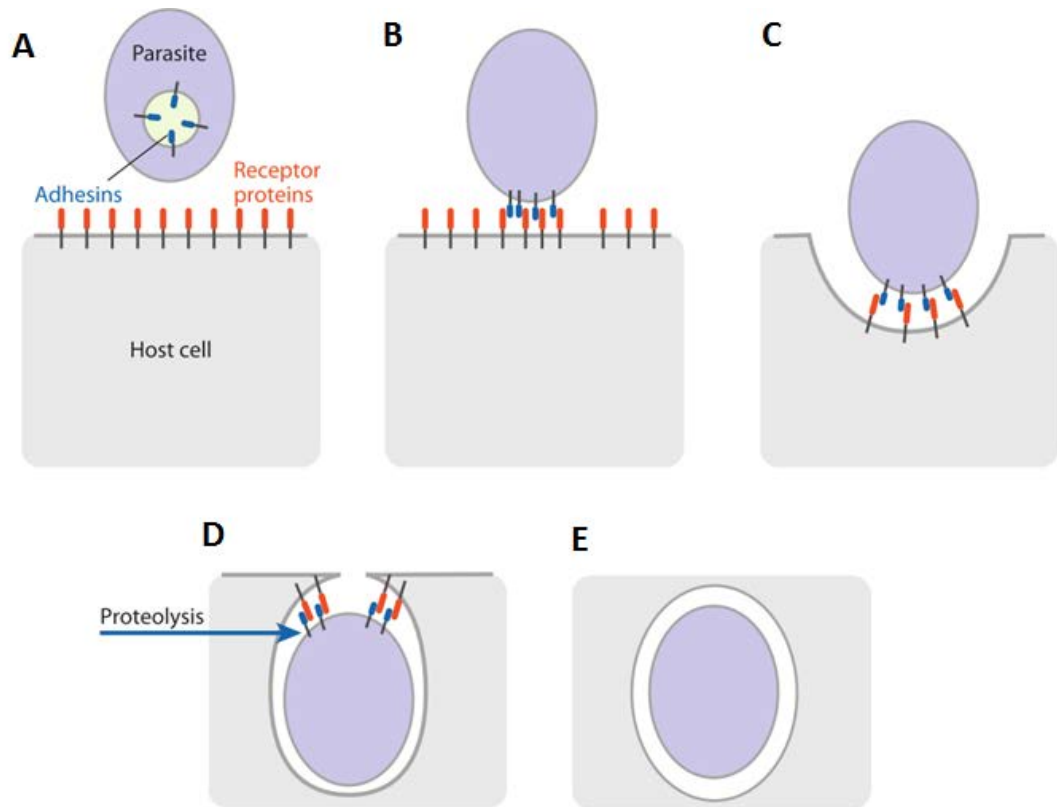 A
Parasite
Adhesins
Receptor
proteins
Host cell
B
C
D
Proteolysis
E